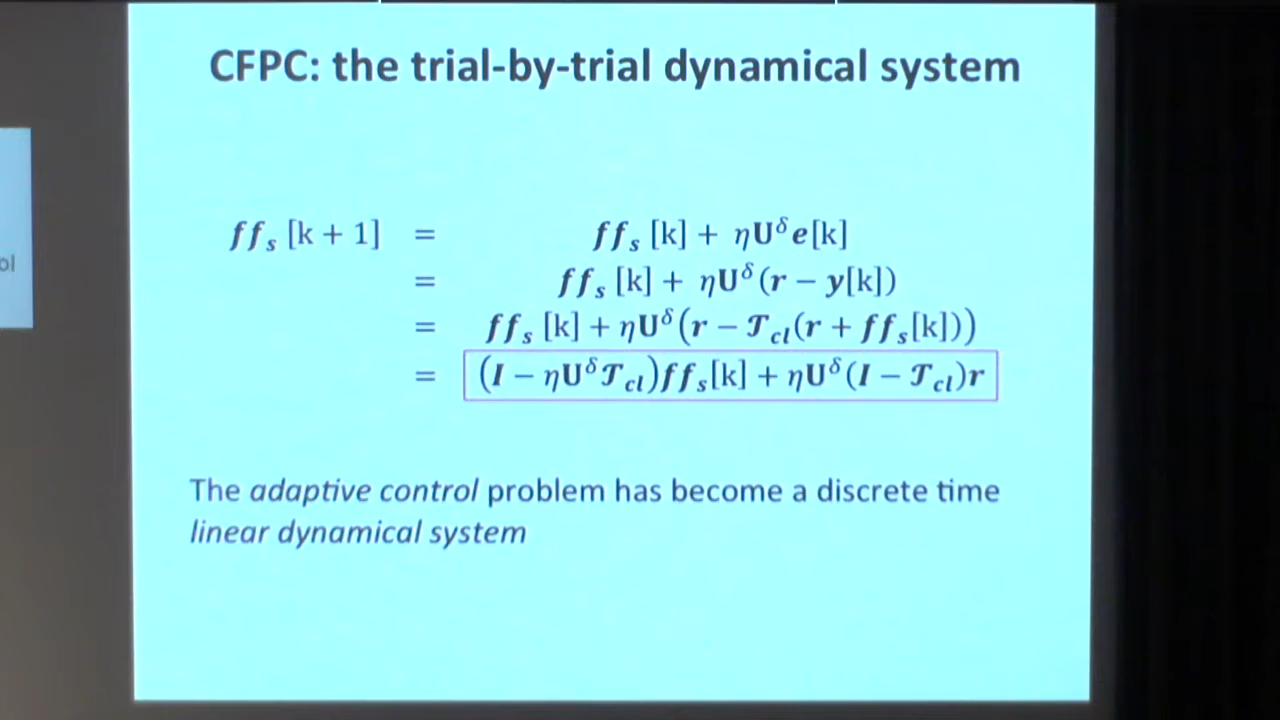 CFPC: the trial-by-trial dynamical system
ol
ff_s [k + 1] = ff_s [k] + ηU^δ e[k]
= ff_s [k] + ηU^δ (r − y[k])
= ff_s [k] + ηU^δ (r − 𝒯_cl(r + ff_s[k]))
= (I − ηU^δ 𝒯_cl)ff_s[k] + ηU^δ (I − 𝒯_cl)r
The adaptive control problem has become a discrete time
linear dynamical system